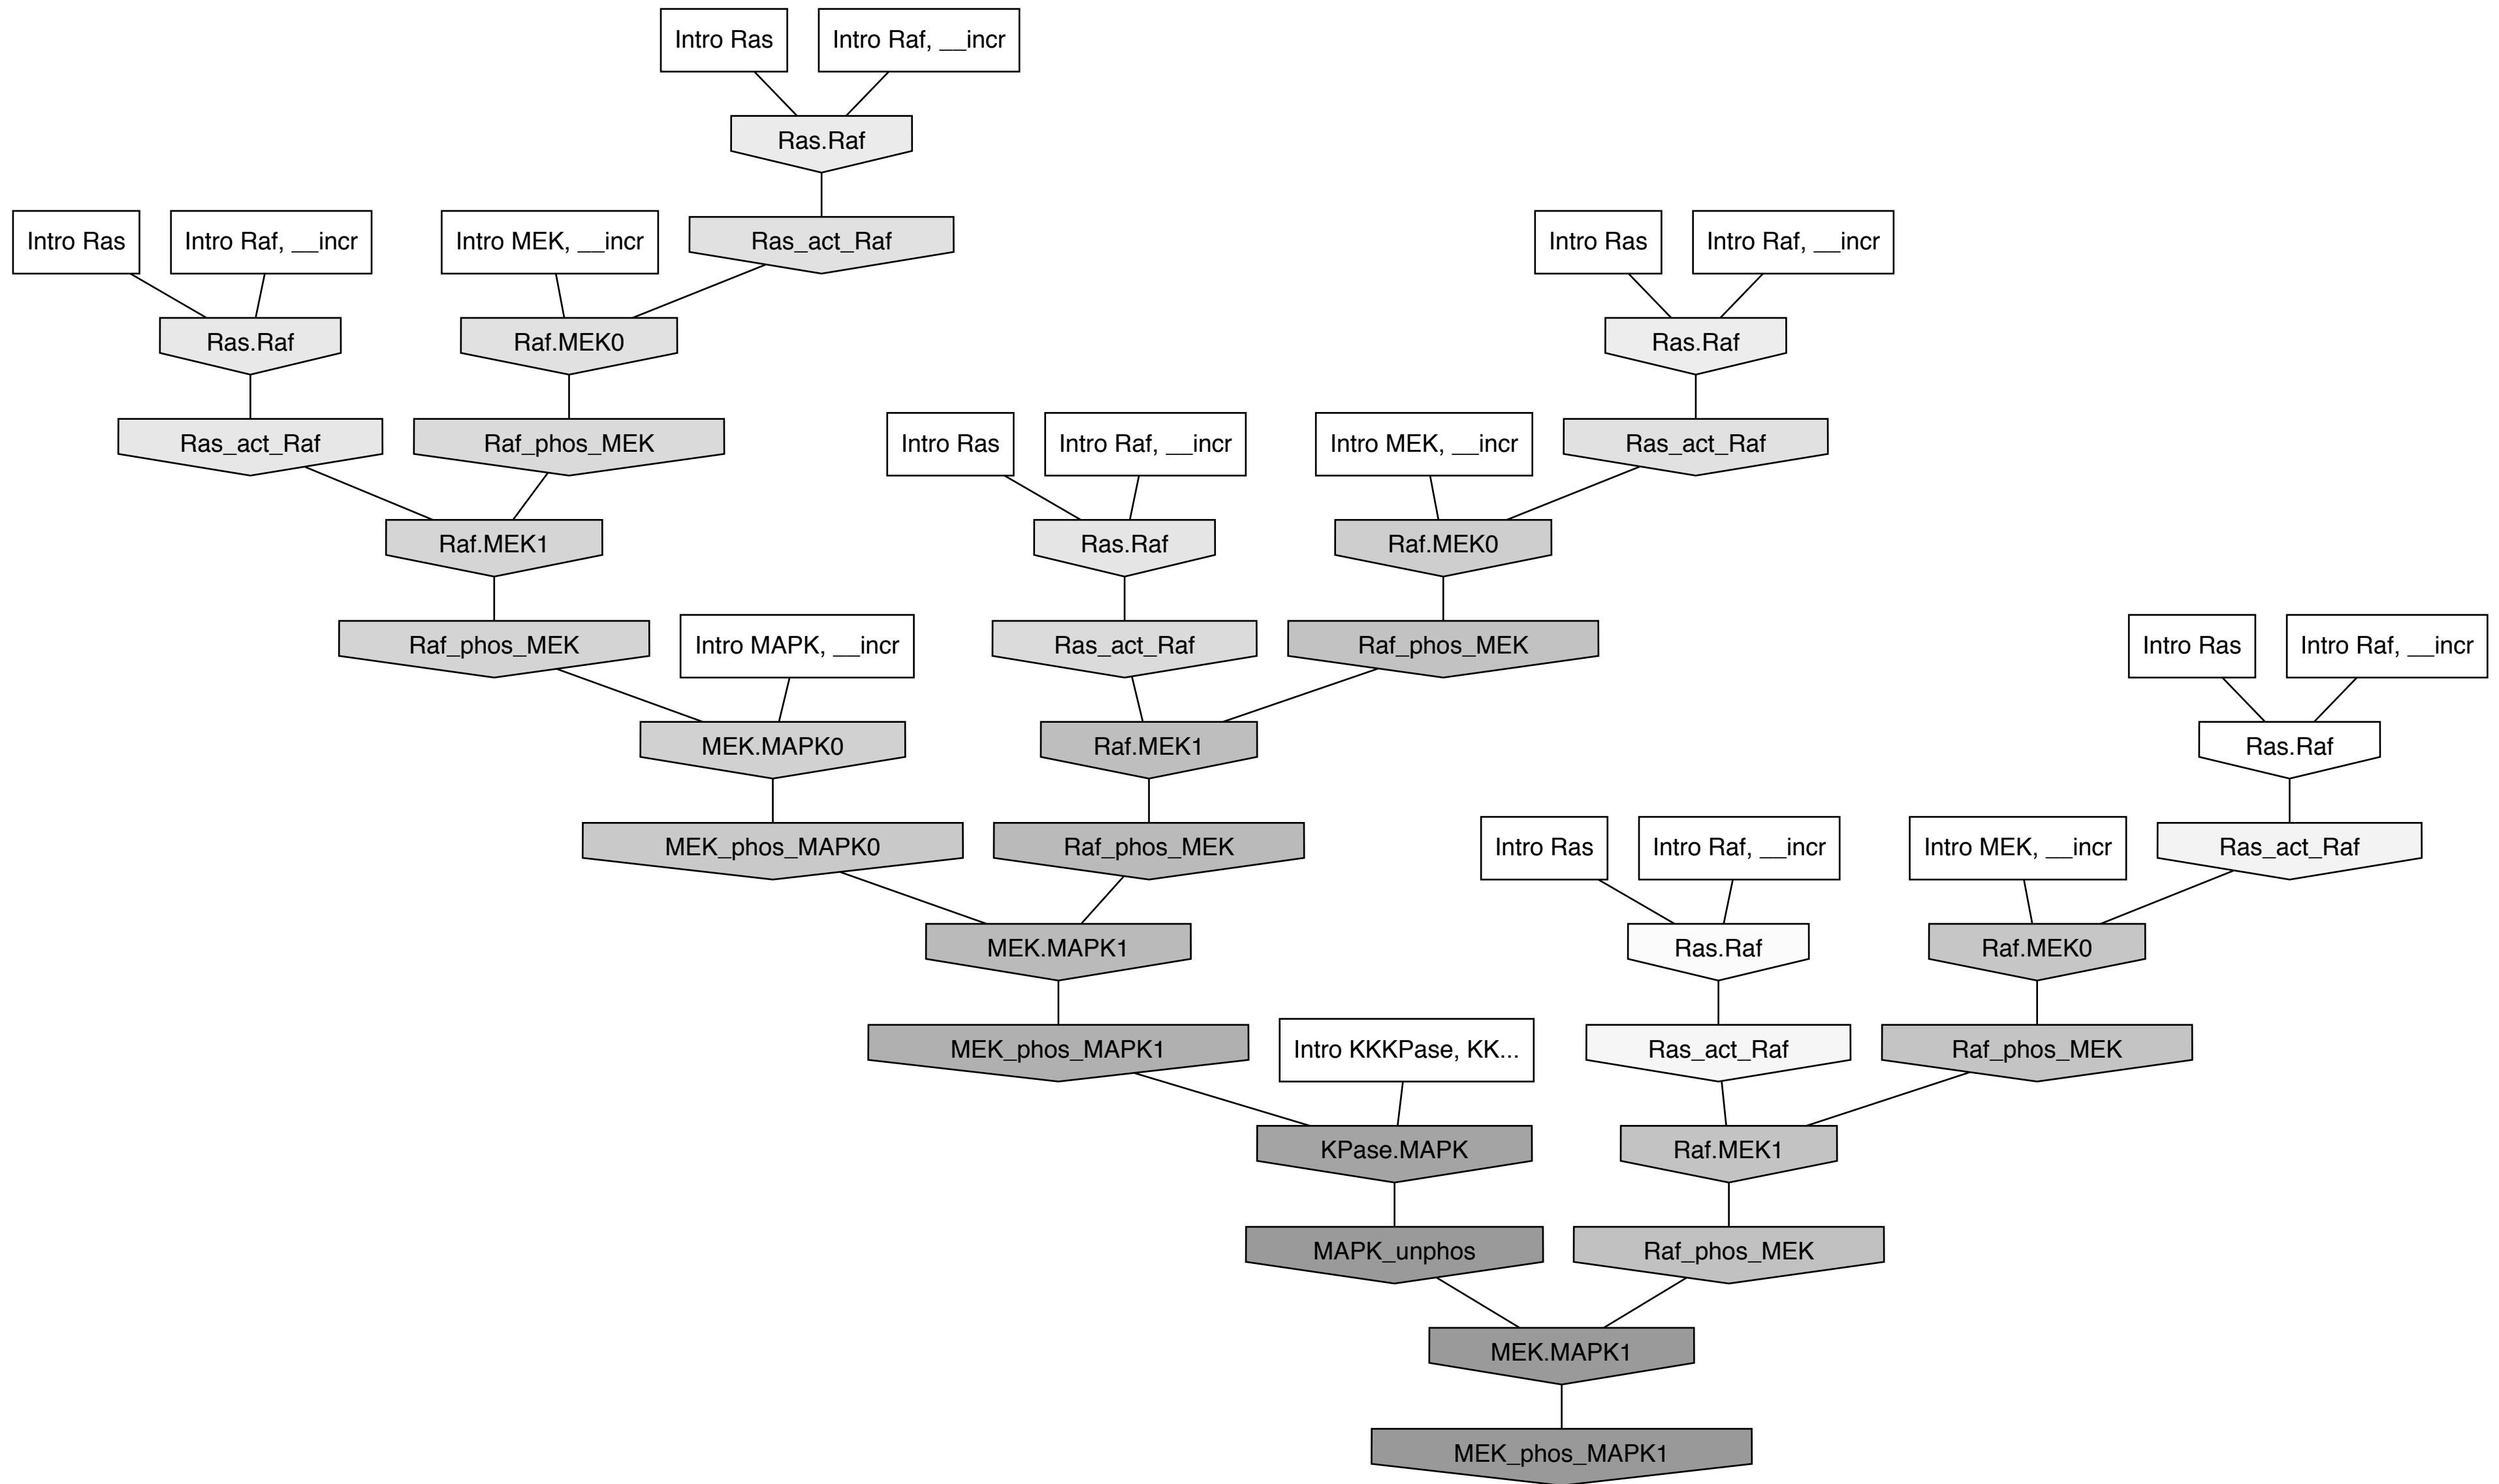 Intro Ras
Intro Raf, __incr
Ras.Raf
Intro Ras
Intro Raf, __incr
Intro MEK, __incr
Ras_act_Raf
Intro Ras
Intro Raf, __incr
Ras.Raf
Raf.MEK0
Ras.Raf
Ras_act_Raf
Raf_phos_MEK
Intro Ras
Intro Raf, __incr
Intro MEK, __incr
Ras_act_Raf
Raf.MEK1
Ras.Raf
Raf.MEK0
Raf_phos_MEK
Intro MAPK, __incr
Ras_act_Raf
Raf_phos_MEK
Intro Ras
Intro Raf, __incr
MEK.MAPK0
Raf.MEK1
Ras.Raf
MEK_phos_MAPK0
Raf_phos_MEK
Intro Ras
Intro Raf, __incr
Intro MEK, __incr
Ras_act_Raf
MEK.MAPK1
Ras.Raf
Raf.MEK0
MEK_phos_MAPK1
Intro KKKPase, KK...
Ras_act_Raf
Raf_phos_MEK
KPase.MAPK
Raf.MEK1
MAPK_unphos
Raf_phos_MEK
MEK.MAPK1
MEK_phos_MAPK1